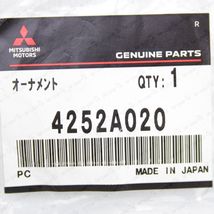 R
MITSUBISHI
MOTORS
GENUINE PARTS
オーナメント
QTY: 1
4252A020
PC
MADE IN JAPAN